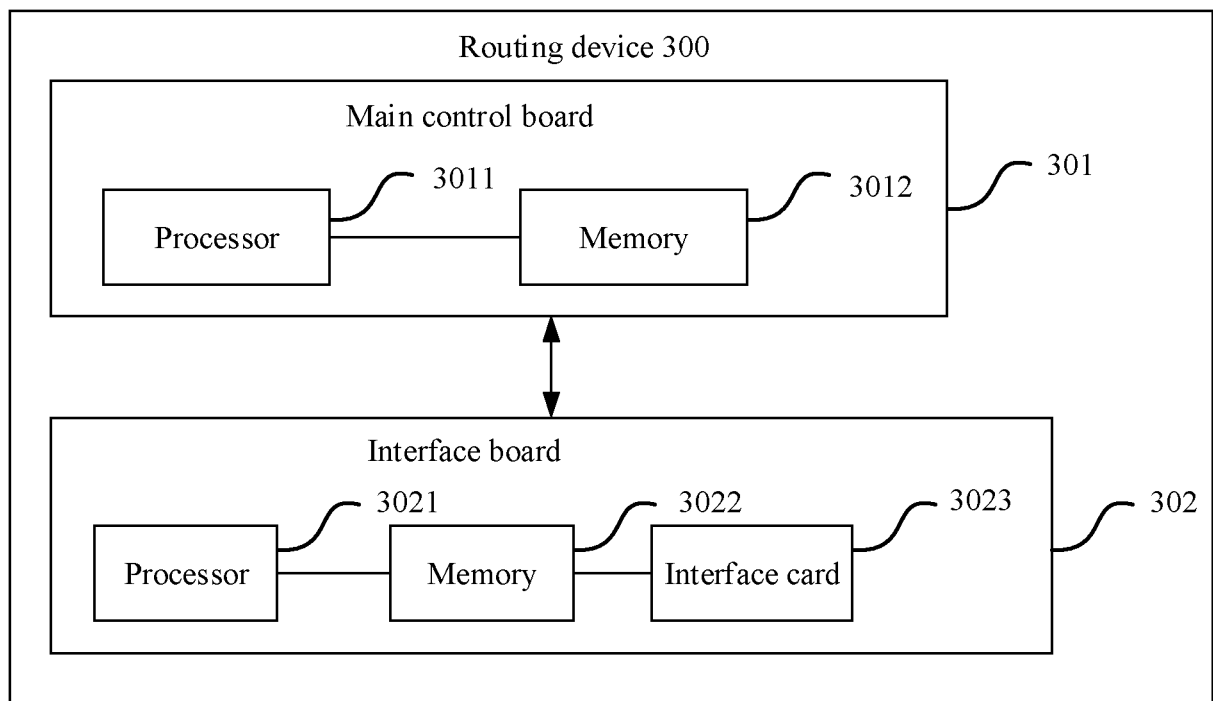 Routing device 300
Main control board
301
3011
3012
Processor
Memory
Interface board
3021
3022
3023
302
Processor
Memory
Interface card